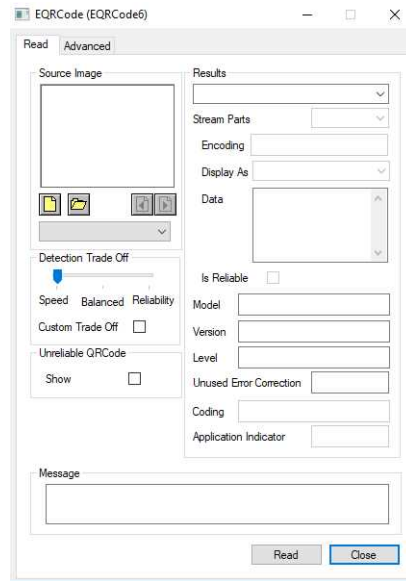 EQRCode (EQRCode6)
Read Advanced
Source Image
Detection Trade Off
Speed Balanced Reliability
Custom Trade Off
Unreliable QRCode
Show
Results
Stream Parts
Encoding
Display As
Data
Is Reliable
Model
Version
Level
Unused Error Correction
Coding
Application Indicator
Message
Read Close